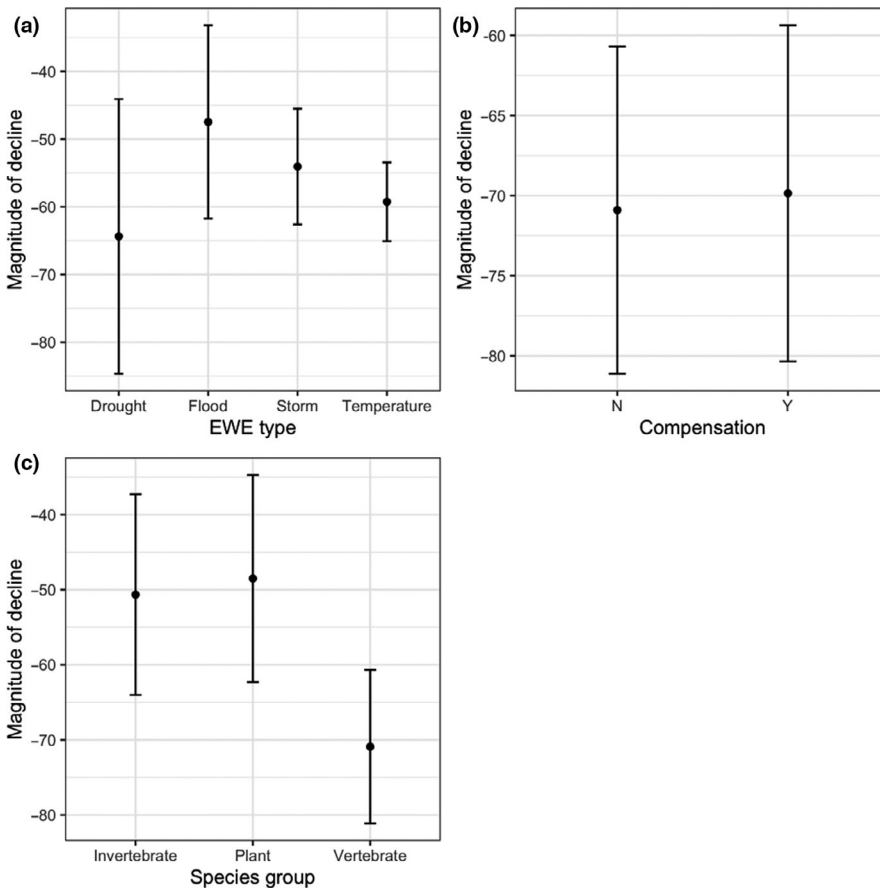 (a)
Magnitude of decline
−40
−50
−60
−70
−80
Drought Flood Storm Temperature
EWE type
(b)
Magnitude of decline
−60
−65
−70
−75
−80
N Y
Compensation
(c)
Magnitude of decline
−40
−50
−60
−70
−80
Invertebrate Plant Vertebrate
Species group